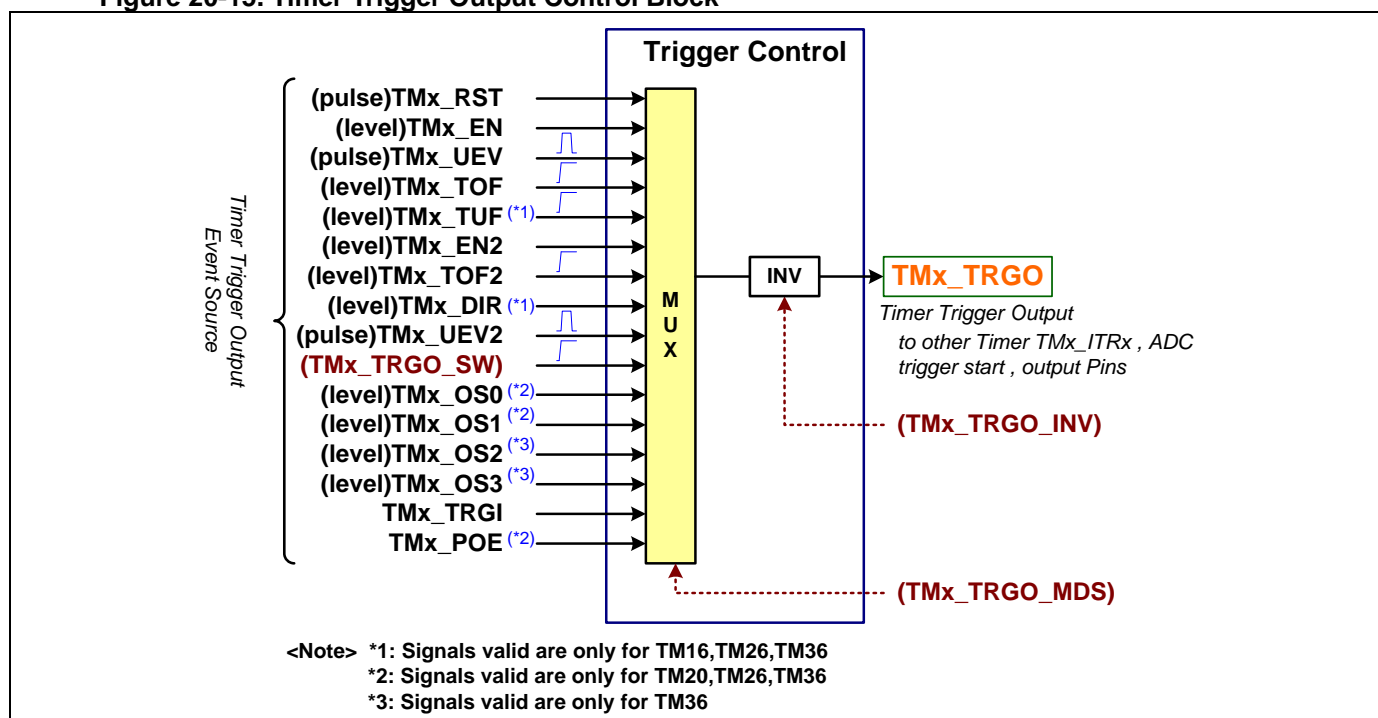 Figure 20-15. Timer Trigger Output Control Block
Trigger Control
Timer Trigger Output
Event Source
(pulse)TMx_RST
(level)TMx_EN
(pulse)TMx_UEV
(level)TMx_TOF
(level)TMx_TUF (*1)
(level)TMx_EN2
(level)TMx_TOF2
(level)TMx_DIR (*1)
(pulse)TMx_UEV2
(TMx_TRGO_SW)
(level)TMx_OS0 (*2)
(level)TMx_OS1 (*2)
(level)TMx_OS2 (*3)
(level)TMx_OS3 (*3)
TMx_TRGI
TMx_POE (*2)
M
U
X
INV
TMx_TRGO
Timer Trigger Output
to other Timer TMx_ITRx , ADC
trigger start , output Pins
(TMx_TRGO_INV)
(TMx_TRGO_MDS)
<Note> *1: Signals valid are only for TM16,TM26,TM36
*2: Signals valid are only for TM20,TM26,TM36
*3: Signals valid are only for TM36